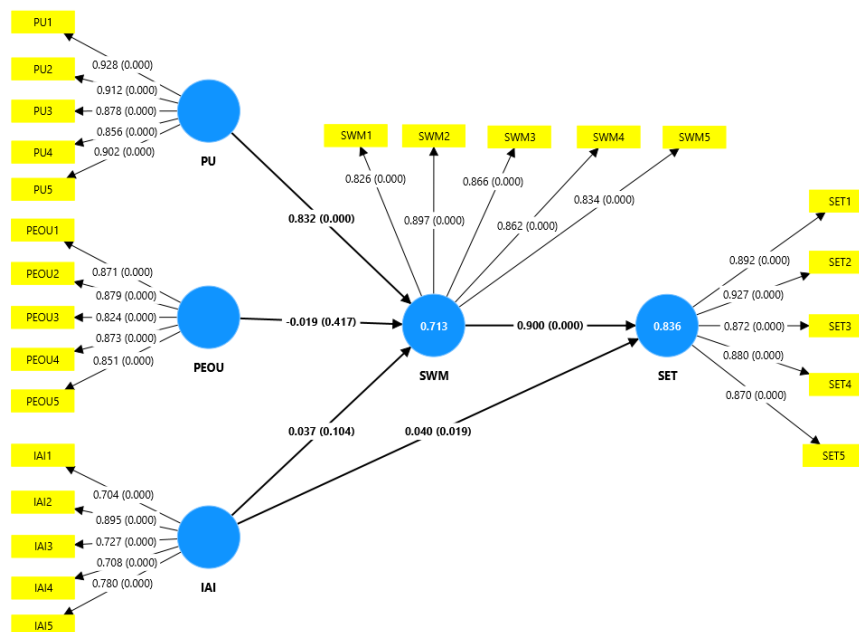 PU1
PU2
PU3
PU4
PU5
0.928 (0.000)
0.912 (0.000)
0.878 (0.000)
0.856 (0.000)
0.902 (0.000)
PU
PEOU1
PEOU2
PEOU3
PEOU4
PEOU5
0.871 (0.000)
0.879 (0.000)
0.824 (0.000)
0.873 (0.000)
0.851 (0.000)
PEOU
IAI1
IAI2
IAI3
IAI4
IAI5
0.704 (0.000)
0.895 (0.000)
0.727 (0.000)
0.708 (0.000)
0.780 (0.000)
IAI
0.832 (0.000)
-0.019 (0.417)
0.037 (0.104)
0.040 (0.019)
SWM1
SWM2
SWM3
SWM4
SWM5
0.826 (0.000)
0.897 (0.000)
0.866 (0.000)
0.862 (0.000)
0.834 (0.000)
0.713
SWM
0.900 (0.000)
0.836
SET
0.892 (0.000)
0.927 (0.000)
0.872 (0.000)
0.880 (0.000)
0.870 (0.000)
SET1
SET2
SET3
SET4
SET5